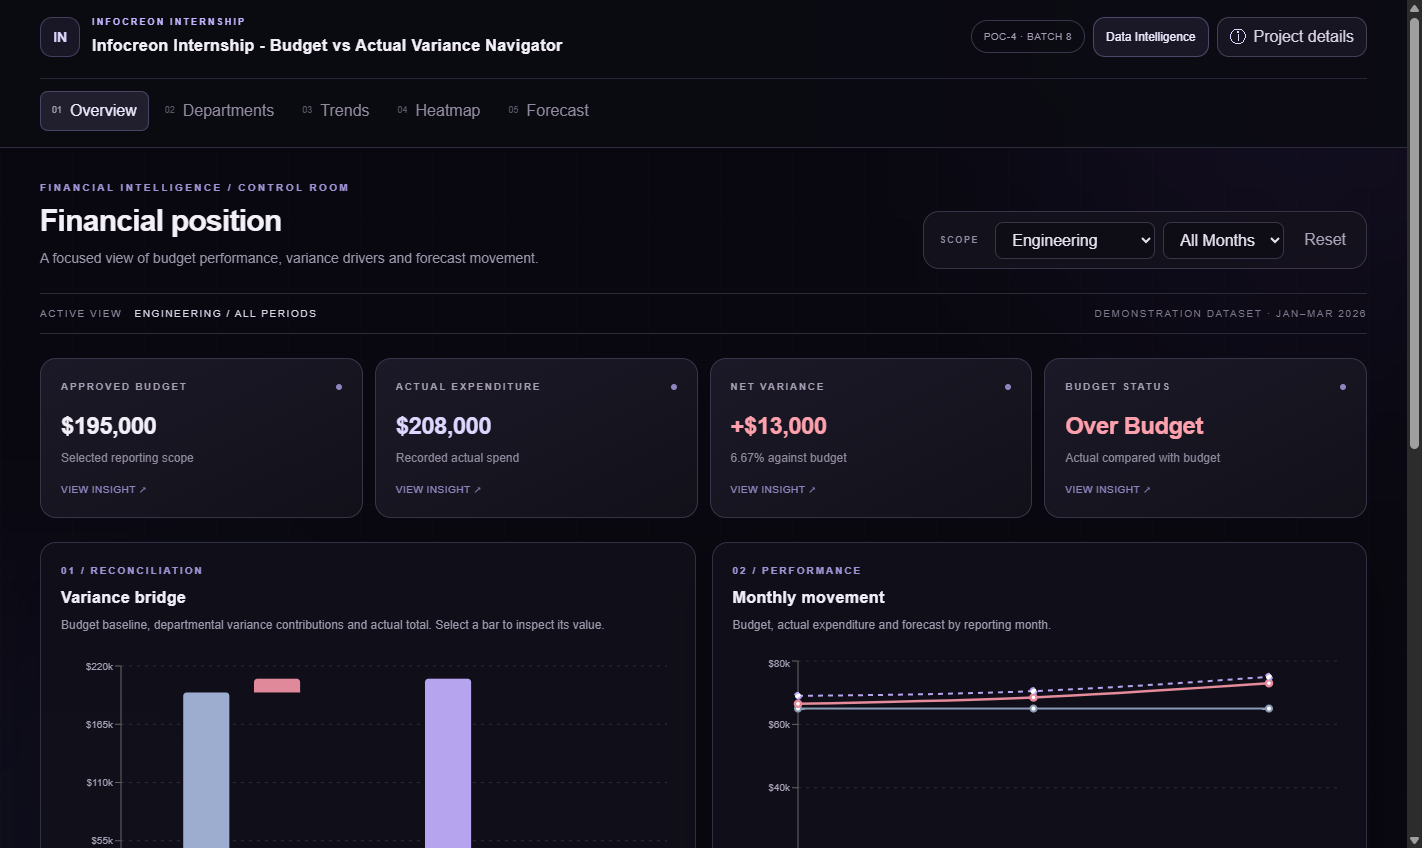 IN
INFOCREON INTERNSHIP
Infocreon Internship - Budget vs Actual Variance Navigator
POC-4 · BATCH 8
Data Intelligence
ⓘ Project details
01 Overview
02 Departments
03 Trends
04 Heatmap
05 Forecast
FINANCIAL INTELLIGENCE / CONTROL ROOM
Financial position
A focused view of budget performance, variance drivers and forecast movement.
SCOPE
Engineering
All Months
Reset
ACTIVE VIEW ENGINEERING / ALL PERIODS
DEMONSTRATION DATASET · JAN–MAR 2026
APPROVED BUDGET
$195,000
Selected reporting scope
VIEW INSIGHT ↗
ACTUAL EXPENDITURE
$208,000
Recorded actual spend
VIEW INSIGHT ↗
NET VARIANCE
+$13,000
6.67% against budget
VIEW INSIGHT ↗
BUDGET STATUS
Over Budget
Actual compared with budget
VIEW INSIGHT ↗
01 / RECONCILIATION
Variance bridge
Budget baseline, departmental variance contributions and actual total. Select a bar to inspect its value.
$220k
$165k
$110k
$55k
02 / PERFORMANCE
Monthly movement
Budget, actual expenditure and forecast by reporting month.
$80k
$60k
$40k